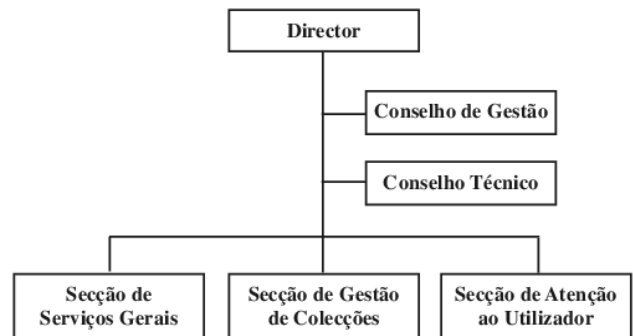 Director
Conselho de Gestão
Conselho Técnico
Secção de
Serviços Gerais
Secção de Gestão
de Colecções
Secção de Atenção
ao Utilizador